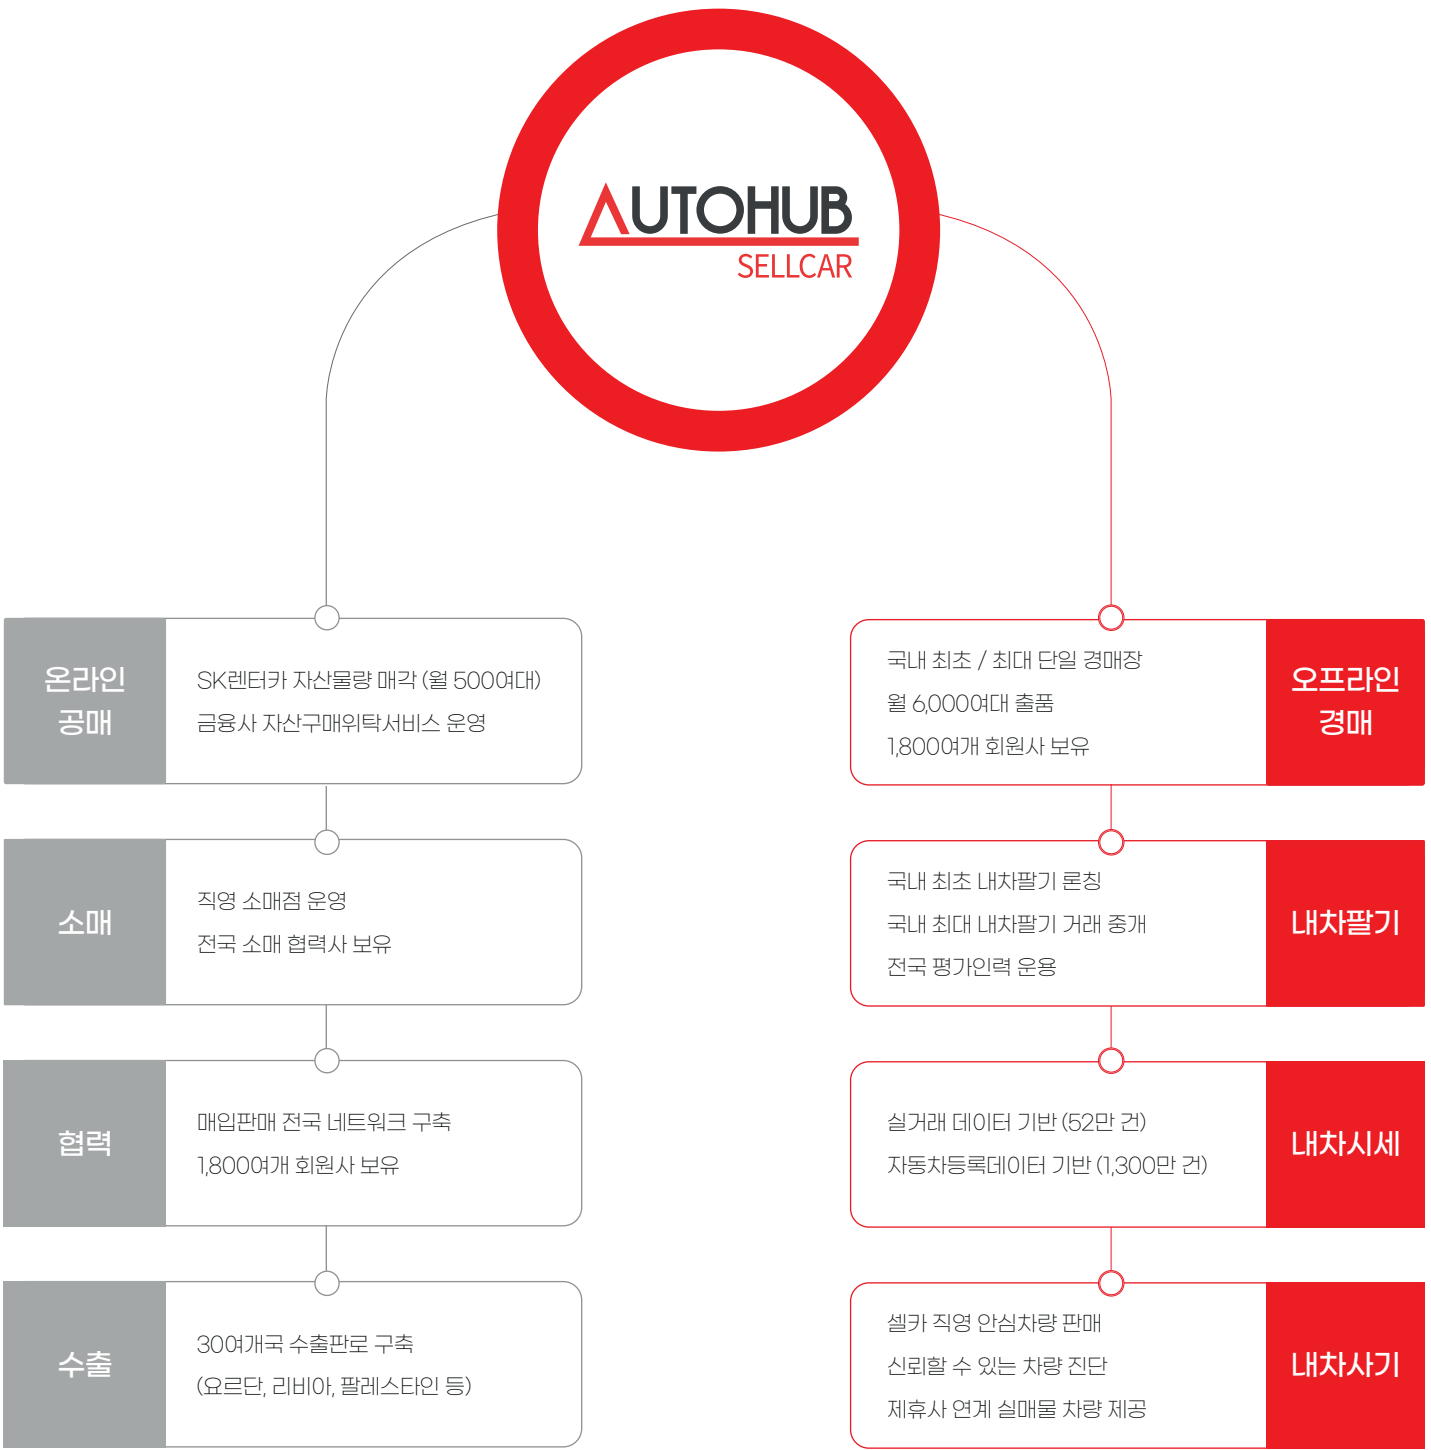 AUTOHUB
SELLCAR
온라인
공매
SK렌터카 자산물량 매각 (월 500여대)
금융사 자산구매위탁서비스 운영
소매
직영 소매점 운영
전국 소매 협력사 보유
협력
매입판매 전국 네트워크 구축
1,800여개 회원사 보유
수출
30여개국 수출판로 구축
(요르단, 리비아, 팔레스타인 등)
국내 최초 / 최대 단일 경매장
월 6,000여대 출품
1,800여개 회원사 보유
오프라인
경매
국내 최초 내차팔기 론칭
국내 최대 내차팔기 거래 중개
전국 평가인력 운용
내차팔기
실거래 데이터 기반 (52만 건)
자동차등록데이터 기반 (1,300만 건)
내차시세
셀카 직영 안심차량 판매
신뢰할 수 있는 차량 진단
제휴사 연계 실매물 차량 제공
내차사기